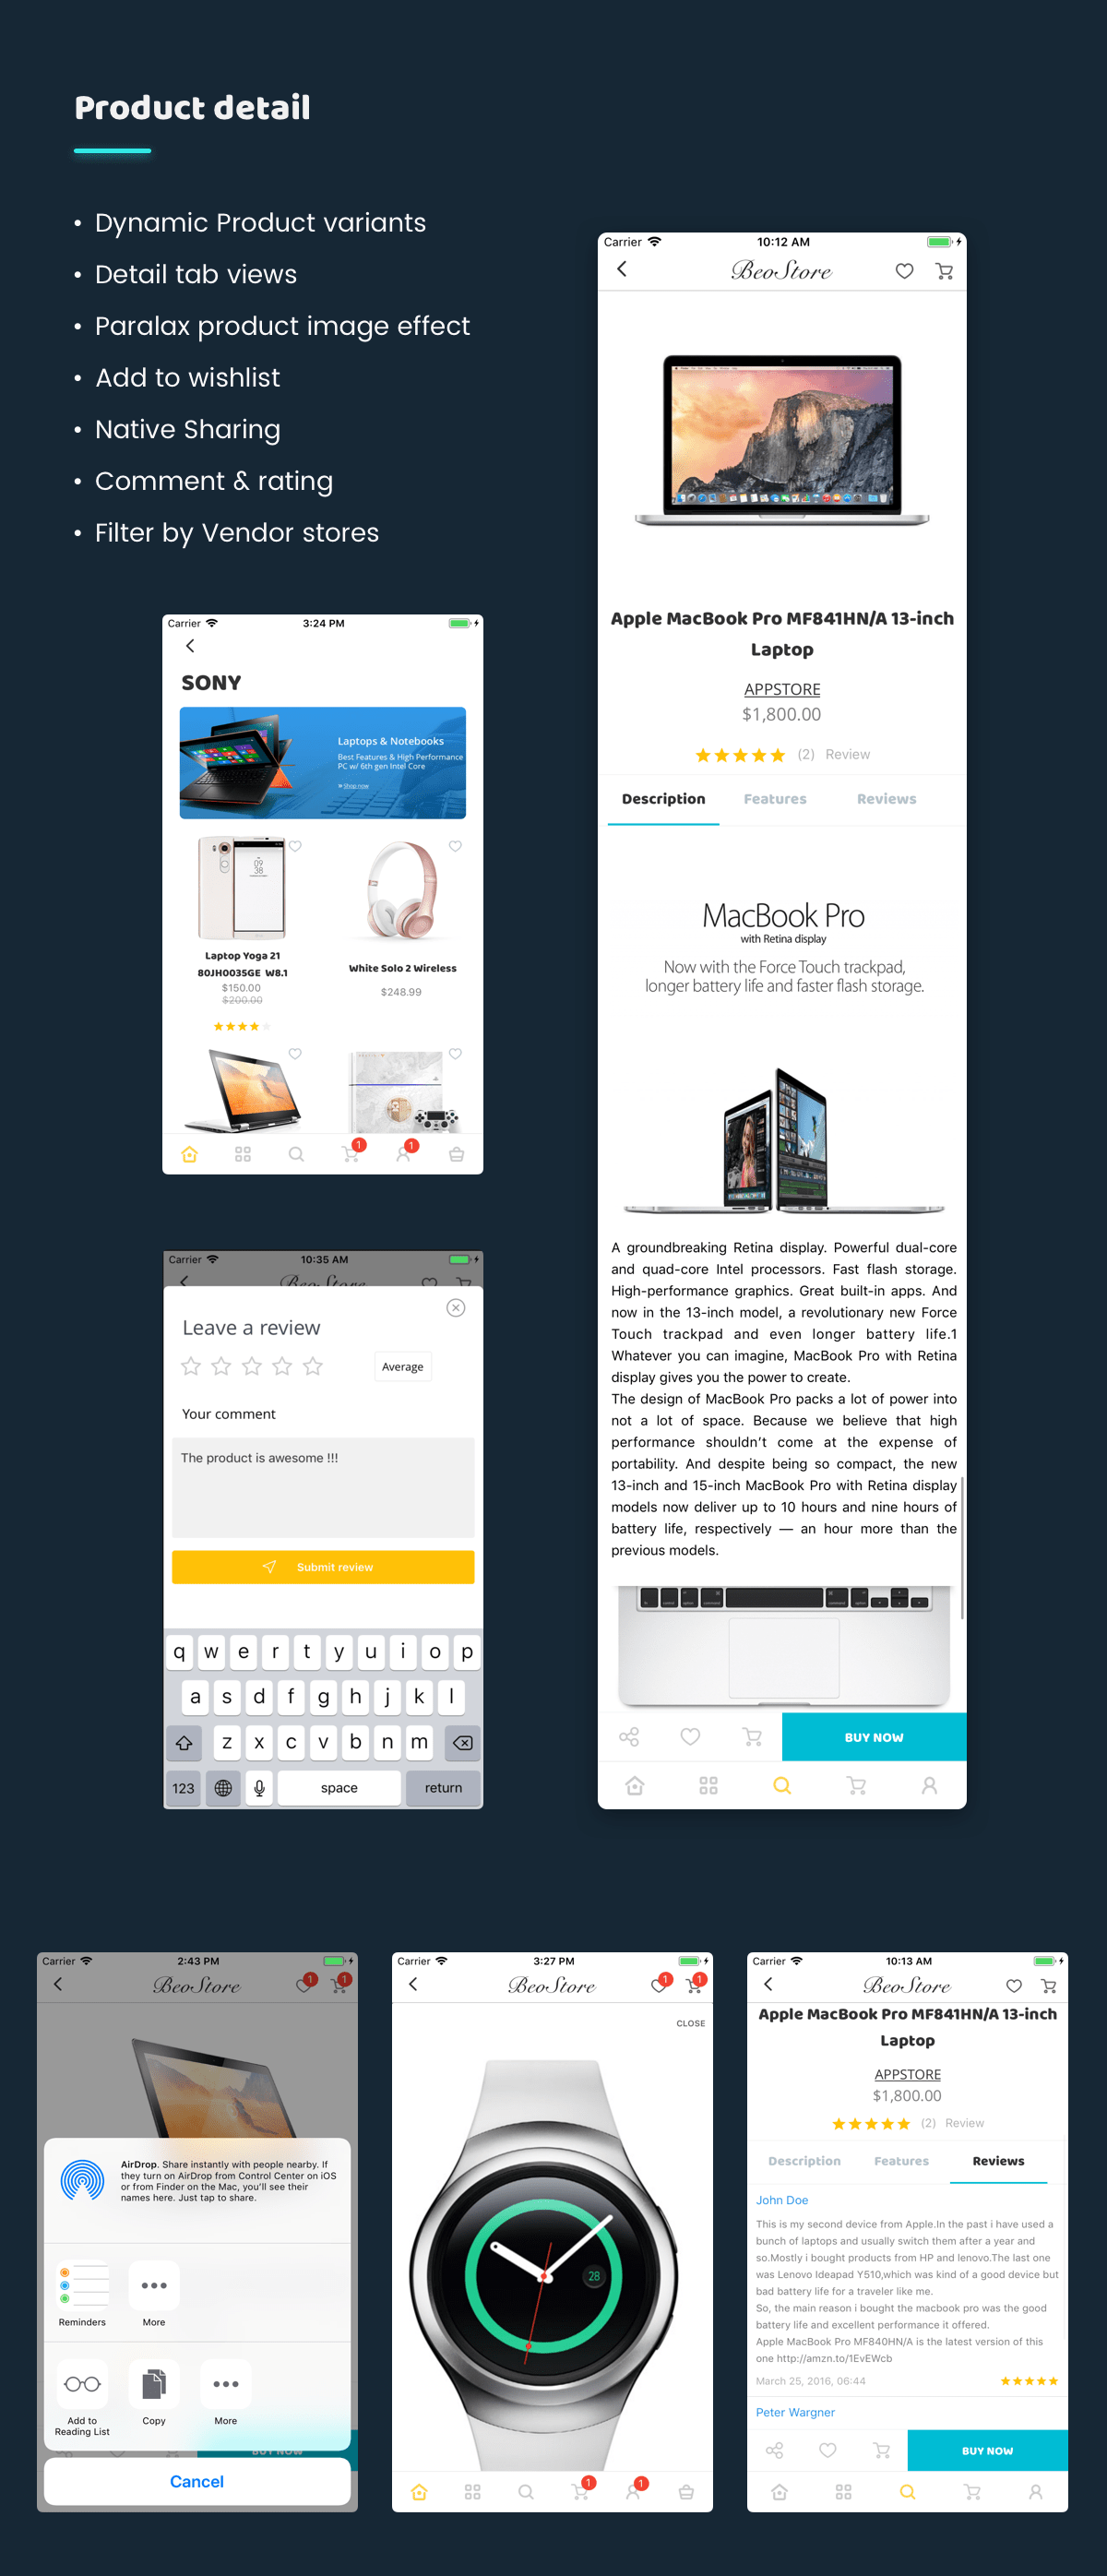 Product detail
• Dynamic Product variants
• Detail tab views
• Paralax product image effect
• Add to wishlist
• Native Sharing
• Comment & rating
• Filter by Vendor stores
Carrier 3:24 PM
SONY
Laptops & Notebooks
Best Features & High Performance
PC w/ 6th gen Intel Core
» Shop now
09
38
Laptop Yoga 21
80JH0035GE W8.1
$150.00
$200.00
White Solo 2 Wireless
$248.99
1
1
Carrier 10:35 AM
BeoStore
Leave a review
Average
Your comment
The product is awesome !!!
Submit review
q w e r t y u i o p
a s d f g h j k l
z x c v b n m
123 space return
Carrier 10:12 AM
BeoStore
Apple MacBook Pro MF841HN/A 13-inch
Laptop
APPSTORE
$1,800.00
(2) Review
Description Features Reviews
MacBook Pro
with Retina display
Now with the Force Touch trackpad,
longer battery life and faster flash storage.
A groundbreaking Retina display. Powerful dual-core
and quad-core Intel processors. Fast flash storage.
High-performance graphics. Great built-in apps. And
now in the 13-inch model, a revolutionary new Force
Touch trackpad and even longer battery life.1
Whatever you can imagine, MacBook Pro with Retina
display gives you the power to create.
The design of MacBook Pro packs a lot of power into
not a lot of space. Because we believe that high
performance shouldn't come at the expense of
portability. And despite being so compact, the new
13-inch and 15-inch MacBook Pro with Retina display
models now deliver up to 10 hours and nine hours of
battery life, respectively — an hour more than the
previous models.
BUY NOW
Carrier 2:43 PM
BeoStore 1 1
AirDrop. Share instantly with people nearby. If
they turn on AirDrop from Control Center on iOS
or from Finder on the Mac, you'll see their
names here. Just tap to share.
Reminders More
Add to
Reading List
Copy
More
BUY NOW
Cancel
Carrier 3:27 PM
BeoStore 1 1
CLOSE
28
1
1
Carrier 10:13 AM
BeoStore
Apple MacBook Pro MF841HN/A 13-inch
Laptop
APPSTORE
$1,800.00
(2) Review
Description Features Reviews
John Doe
This is my second device from Apple.In the past i have used a
bunch of laptops and usually switch them after a year and
so.Mostly i bought products from HP and lenovo.The last one
was Lenovo Ideapad Y510,which was kind of a good device but
bad battery life for a traveler like me.
So, the main reason i bought the macbook pro was the good
battery life and excellent performance it offered.
Apple MacBook Pro MF840HN/A is the latest version of this
one http://amzn.to/1EvEWcb
March 25, 2016, 06:44
Peter Wargner
BUY NOW